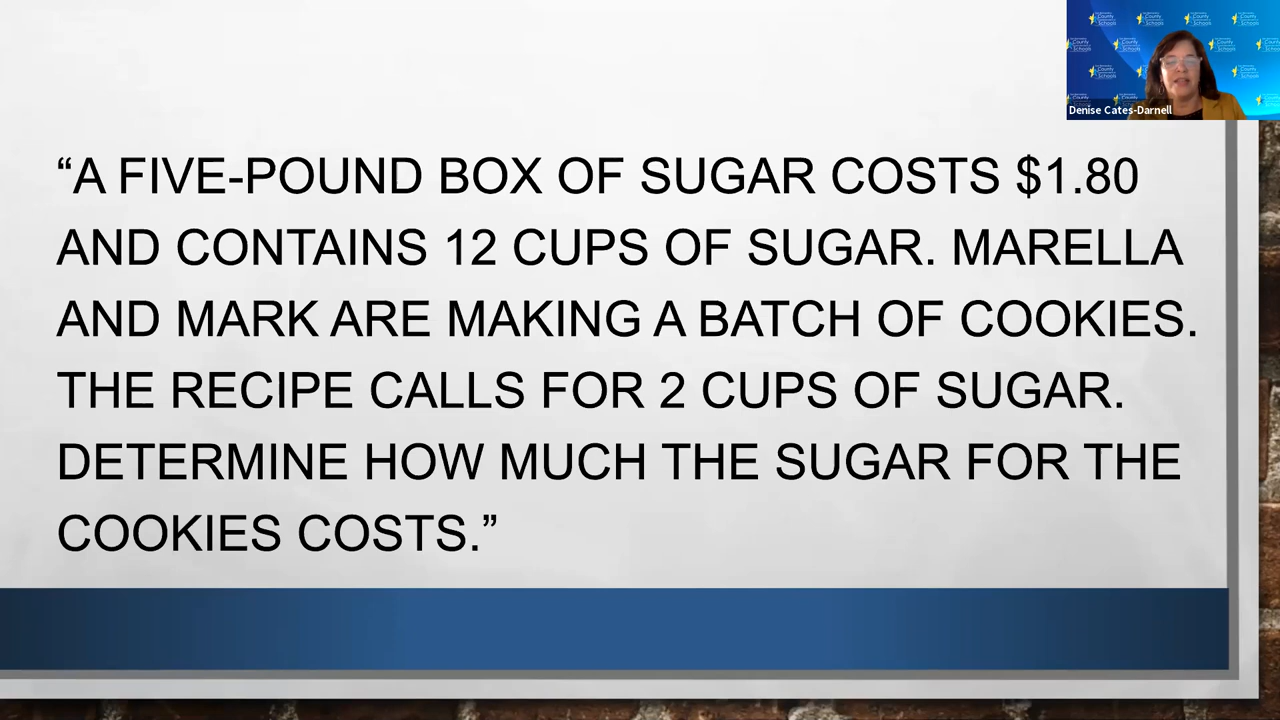 Denise Cates-Darnell
“A FIVE-POUND BOX OF SUGAR COSTS $1.80
AND CONTAINS 12 CUPS OF SUGAR. MARELLA
AND MARK ARE MAKING A BATCH OF COOKIES.
THE RECIPE CALLS FOR 2 CUPS OF SUGAR.
DETERMINE HOW MUCH THE SUGAR FOR THE
COOKIES COSTS.”